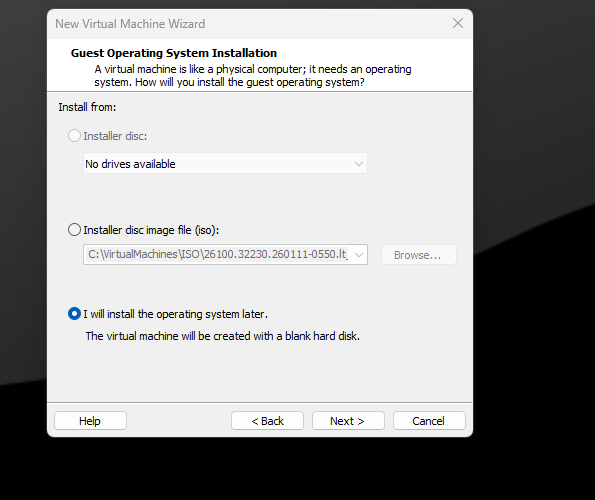 New Virtual Machine Wizard
Guest Operating System Installation
A virtual machine is like a physical computer; it needs an operating
system. How will you install the guest operating system?
Install from:
Installer disc:
No drives available
Installer disc image file (iso):
C:\VirtualMachines\ISO\26100.32230.260111-0550.lt_
Browse...
I will install the operating system later.
The virtual machine will be created with a blank hard disk.
Help
< Back
Next >
Cancel